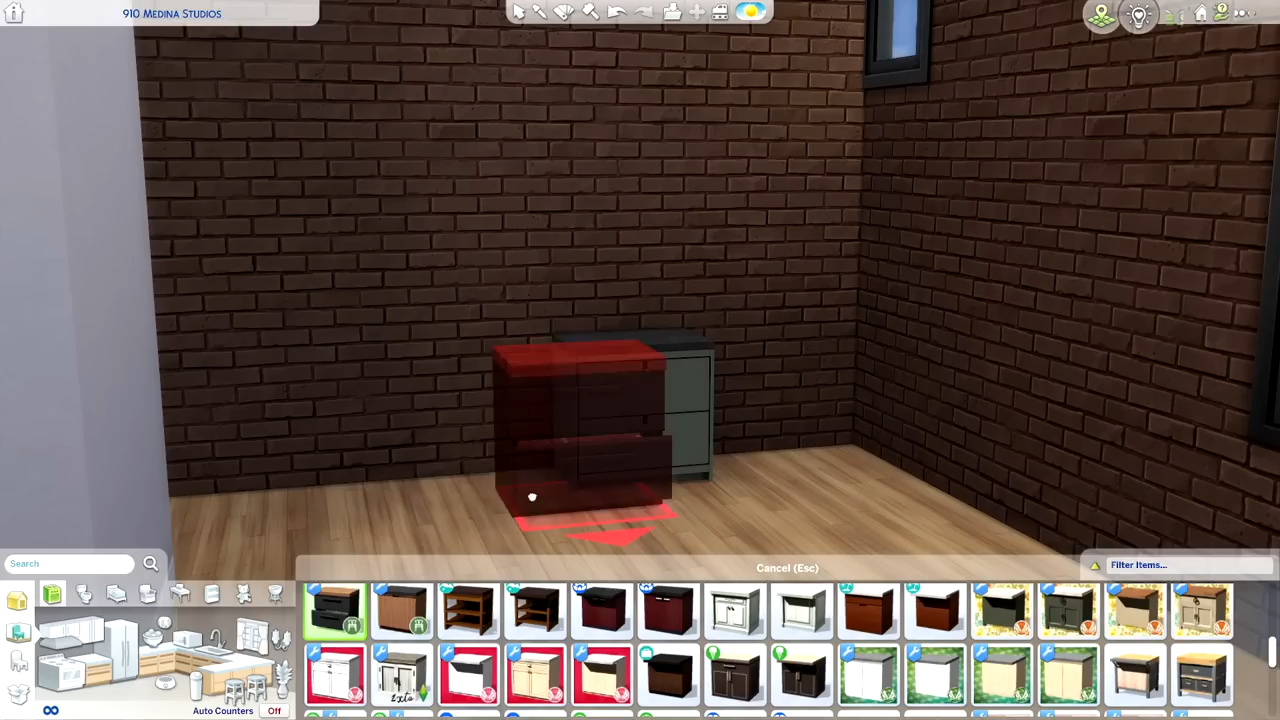 910 Medina Studios
Cancel (Esc)
Search
Filter Items...
Auto Counters Off